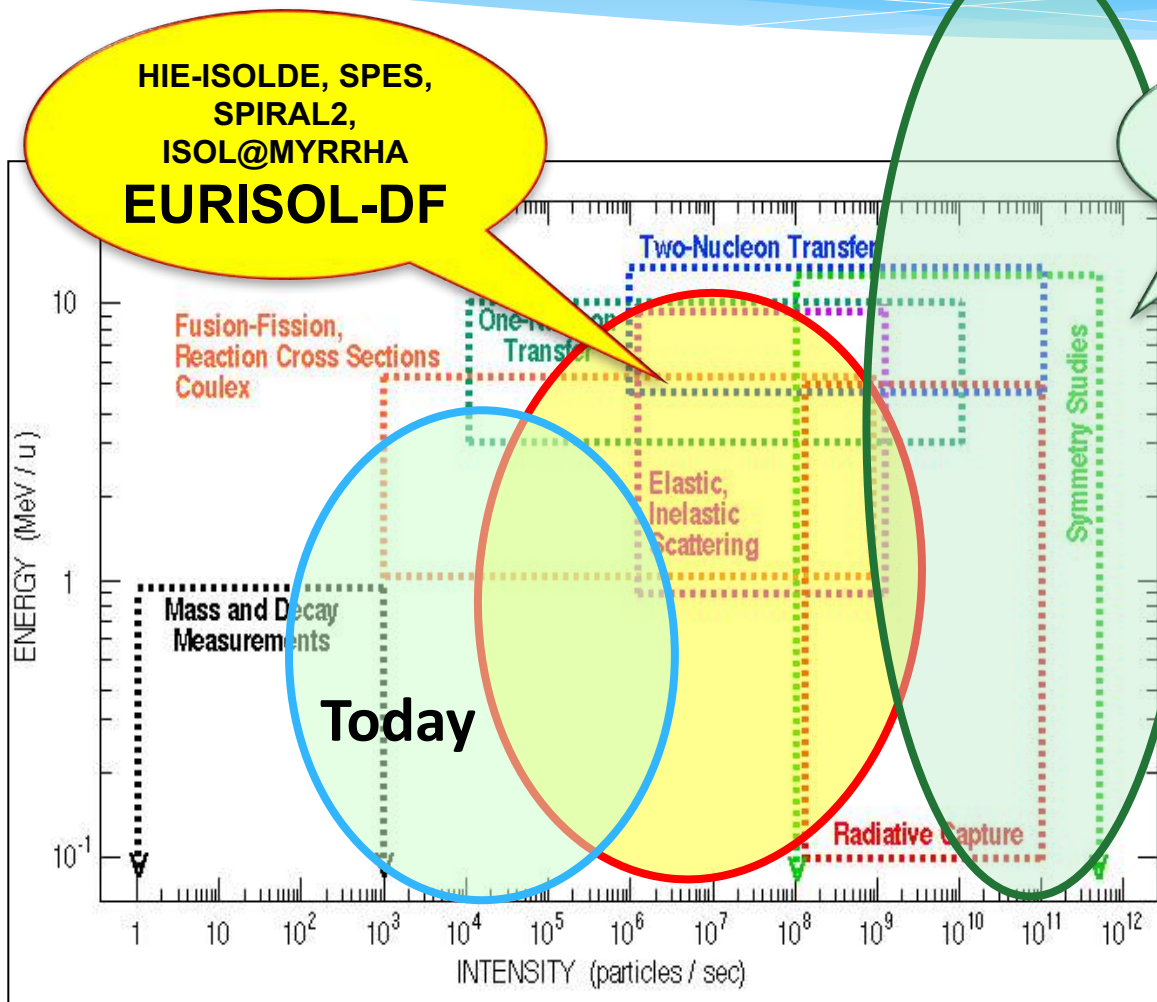 HIE-ISOLDE, SPES,
SPIRAL2,
ISOL@MYRRHA
EURISOL-DF
Two-Nucleon Transfer
10
Fusion-Fission,
Reaction Cross Sections
Coulex
One-Nucleon
Transfer
Symmetry Studies
ENERGY (MeV / u)
Elastic,
Inelastic
Scattering
1
Mass and Decay
Measurements
Today
Radiative Capture
10⁻¹
1 10 10² 10³ 10⁴ 10⁵ 10⁶ 10⁷ 10⁸ 10⁹ 10¹⁰ 10¹¹ 10¹²
INTENSITY (particles / sec)